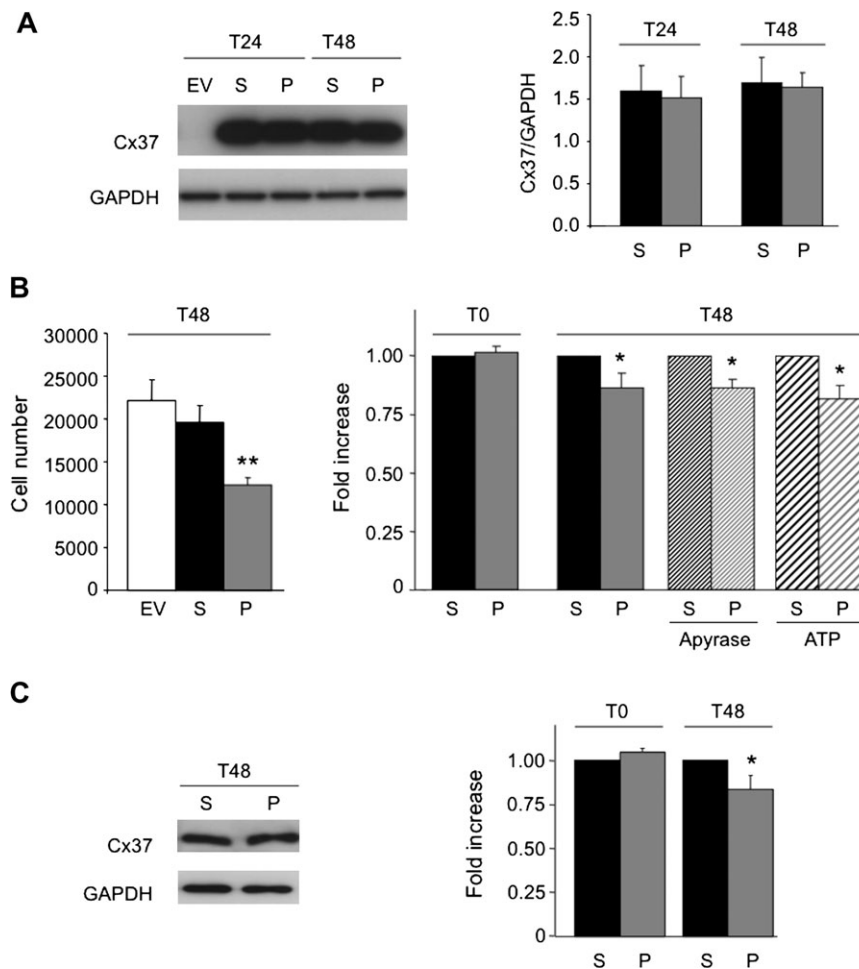 A
T24 T48
EV S P S P
Cx37
GAPDH
T24 T48
Cx37/GAPDH
2.5
2.0
1.5
1.0
0.5
0.0
S P S P
B
T48
Cell number
30000
25000
20000
15000
10000
5000
0
**
EV S P
T0 T48
Fold increase
1.00
0.75
0.50
0.25
0
* * *
S P S P S P S P
Apyrase ATP
C
T48
S P
Cx37
GAPDH
T0 T48
Fold increase
1.00
0.75
0.50
0.25
0
*
S P S P